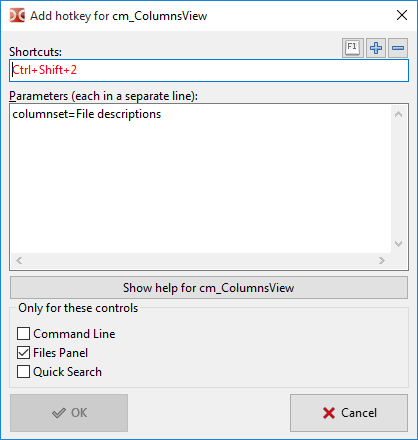 Add hotkey for cm_ColumnsView
Shortcuts:
F1
Ctrl+Shift+2
Parameters (each in a separate line):
columnset=File descriptions
Show help for cm_ColumnsView
Only for these controls
Command Line
Files Panel
Quick Search
OK
Cancel